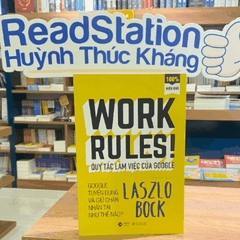 ReadStation
Huỳnh Thúc Kháng
100%
WORK
RULES!
QUY TẮC LÀM VIỆC CỦA GOOGLE
GOOGLE
TUYỂN DỤNG
VÀ GIỮ CHÂN
NHÂN TÀI
NHƯ THẾ NÀO?
LASZLO
BOCK